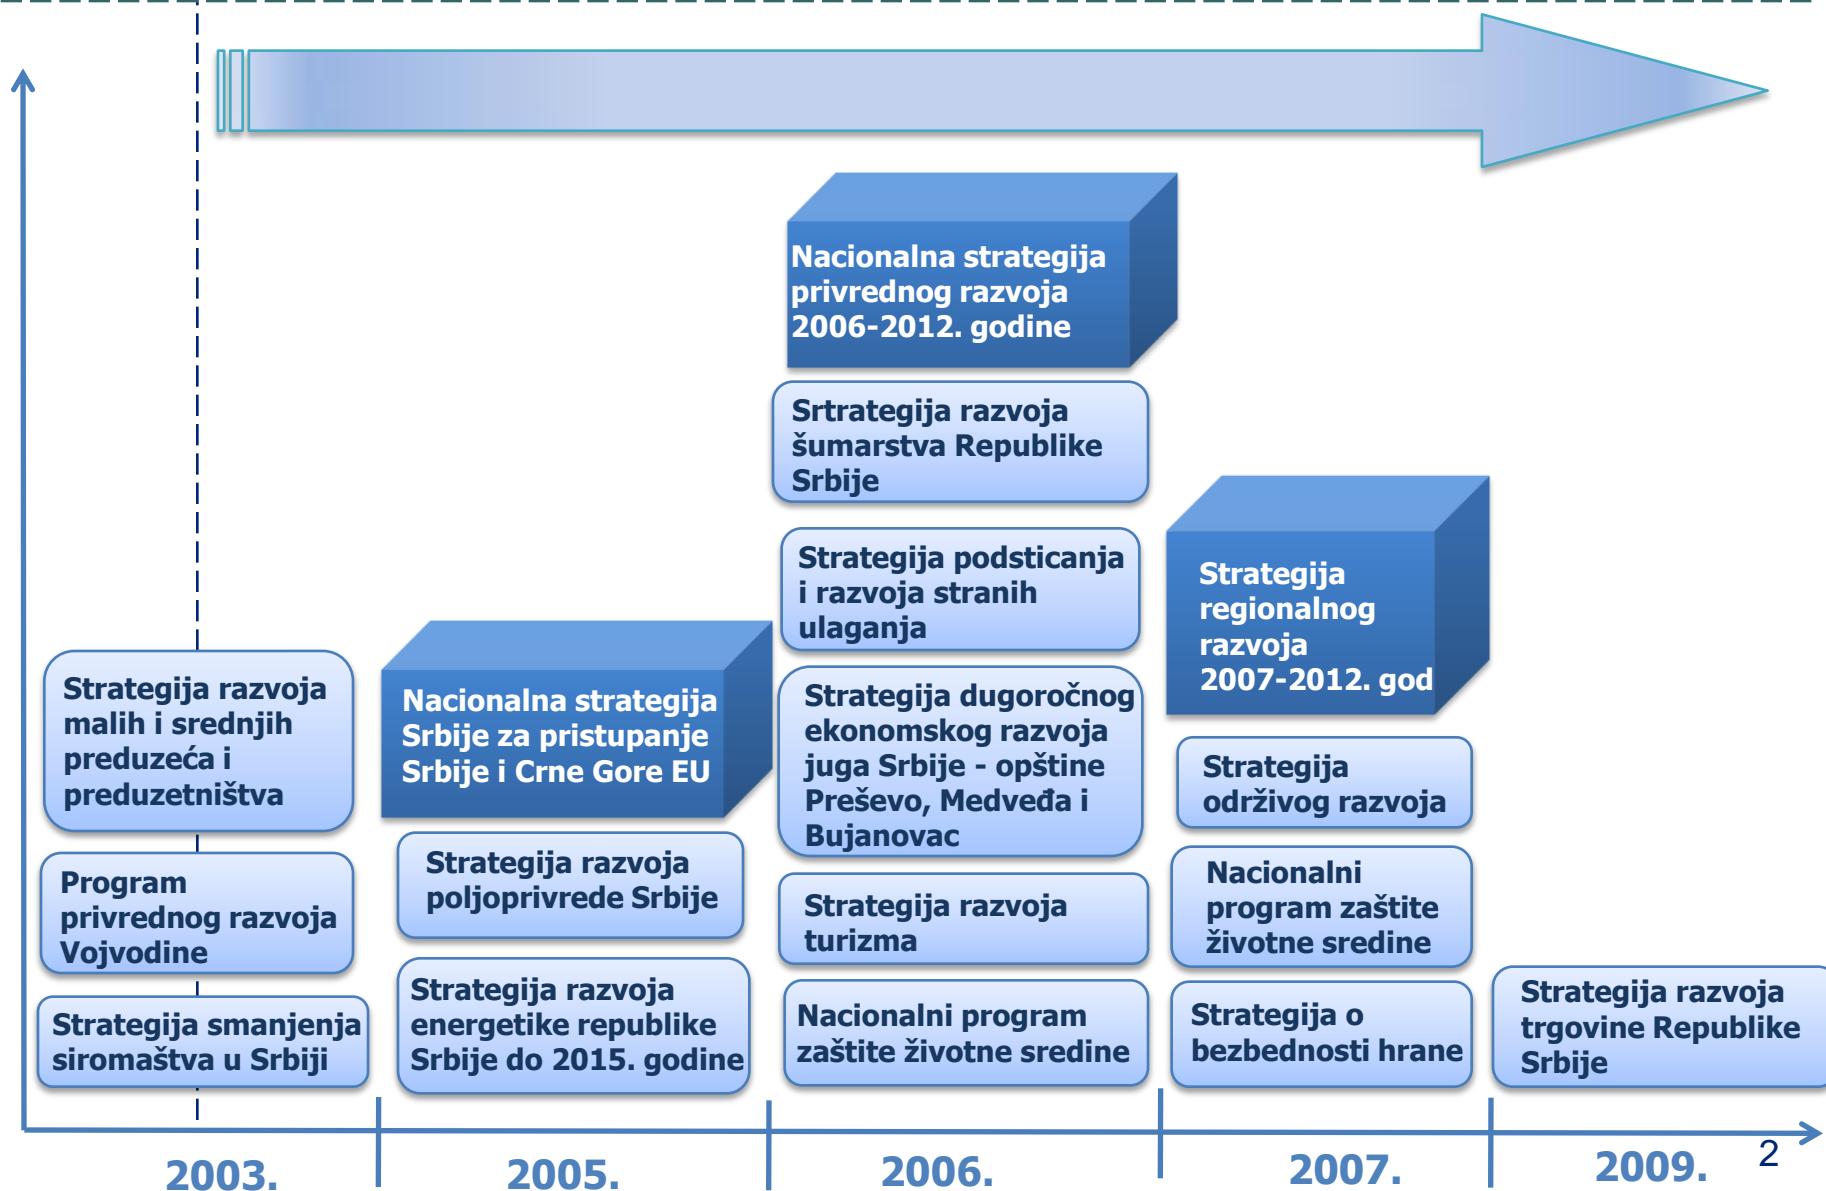 Nacionalna strategija
privrednog razvoja
2006-2012. godine
Srtrategija razvoja
šumarstva Republike
Srbije
Strategija podsticanja
i razvoja stranih
ulaganja
Strategija dugoročnog
ekonomskog razvoja
juga Srbije - opštine
Preševo, Medveđa i
Bujanovac
Strategija razvoja
turizma
Nacionalni program
zaštite životne sredine
Strategija razvoja
malih i srednjih
preduzeća i
preduzetništva
Program
privrednog razvoja
Vojvodine
Strategija smanjenja
siromaštva u Srbiji
Nacionalna strategija
Srbije za pristupanje
Srbije i Crne Gore EU
Strategija razvoja
poljoprivrede Srbije
Strategija razvoja
energetike republike
Srbije do 2015. godine
Strategija
regionalnog
razvoja
2007-2012. god
Strategija
održivog razvoja
Nacionalni
program zaštite
životne sredine
Strategija o
bezbednosti hrane
Strategija razvoja
trgovine Republike
Srbije
2003.
2005.
2006.
2007.
2009.
2